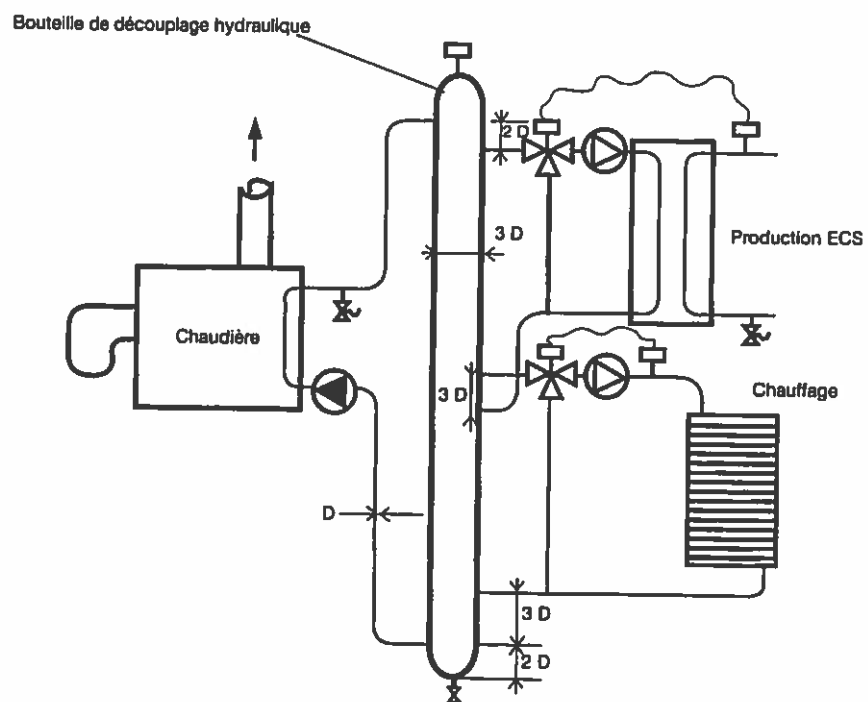 Bouteille de découplage hydraulique
2 D
3 D
Production ECS
Chaudière
3 D
Chauffage
D
3 D
2 D